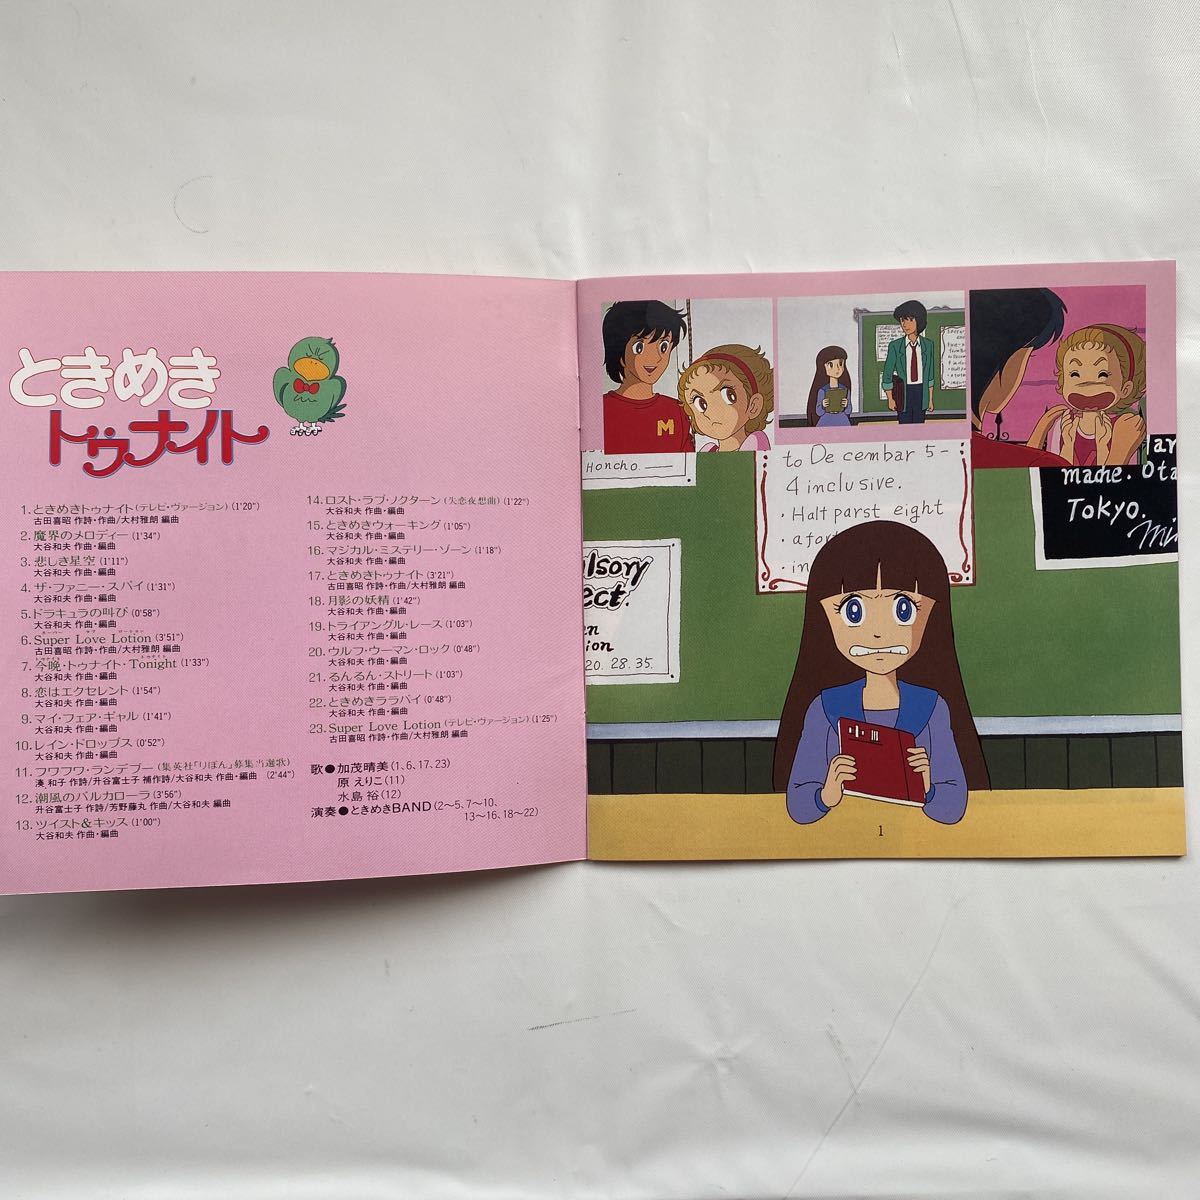 ときめき
トゥナイト
1.ときめきトゥナイト(テレビ・ヴァージョン)(1'20")
古田喜昭 作詩・作曲/大村雅朗 編曲
2.魔界のメロディー(1'34")
大谷和夫 作曲・編曲
3.悲しき星空(1'11")
大谷和夫 作曲・編曲
4.ザ・ファニー・スパイ(1'31")
大谷和夫 作曲・編曲
5.ドラキュラの叫び(0'58")
大谷和夫 作曲・編曲
スーパー ラブ ローション
6.Super Love Lotion(3'51")
古田喜昭 作詩・作曲/大村雅朗 編曲
7.今晩・トゥナイト・Tonight(1'33")
大谷和夫 作曲・編曲
8.恋はエクセレント(1'54")
大谷和夫 作曲・編曲
9.マイ・フェア・ギャル(1'41")
大谷和夫 作曲・編曲
10.レイン・ドロップス(0'52")
大谷和夫 作曲・編曲
11.フワフワ・ランデブー(集英社「りぼん」募集当選歌)
湊 和子 作詩/升谷富士子 補作詩/大谷和夫 作曲・編曲 (2'44")
12.潮風のバルカローラ(3'56")
升谷富士子 作詩/芳野藤丸 作曲/大谷和夫 編曲
13.ツイスト&キッス(1'00")
大谷和夫 作曲・編曲
14.ロスト・ラブ・ノクターン(失恋夜想曲)(1'22")
大谷和夫 作曲・編曲
15.ときめきウォーキング(1'05")
大谷和夫 作曲・編曲
16.マジカル・ミステリー・ゾーン(1'18")
大谷和夫 作曲・編曲
17.ときめきトゥナイト(3'21")
古田喜昭 作詩・作曲/大村雅朗 編曲
18.月影の妖精(1'42")
大谷和夫 作曲・編曲
19.トライアングル・レース(1'03")
大谷和夫 作曲・編曲
20.ウルフ・ウーマン・ロック(0'48")
大谷和夫 作曲・編曲
21.るんるん・ストリート(1'03")
大谷和夫 作曲・編曲
22.ときめきララバイ(0'48")
大谷和夫 作曲・編曲
23.Super Love Lotion(テレビ・ヴァージョン)(1'25")
古田喜昭 作詩・作曲/大村雅朗 編曲
歌●加茂晴美(1、6、17、23)
原 えりこ(11)
水島 裕(12)
演奏●ときめきBAND(2〜5、7〜10、
13〜16、18〜22)
M
Honcho.
to De cembar 5-
4 inclusive.
・Halt parst eight
・a fort
・in
ulsory
ect.
en
ion
20. 28. 35.
mache. Ota
Tokyo.
1